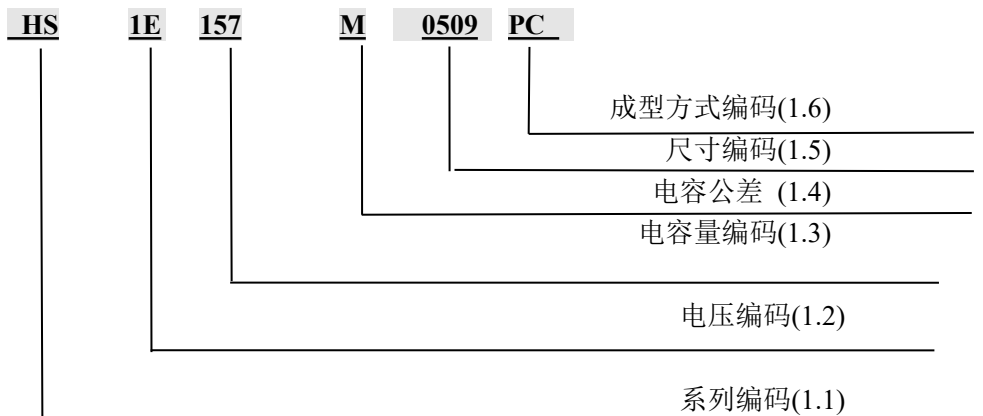 HS 1E 157 M 0509 PC
成型方式编码(1.6)
尺寸编码(1.5)
电容公差 (1.4)
电容量编码(1.3)
电压编码(1.2)
系列编码(1.1)